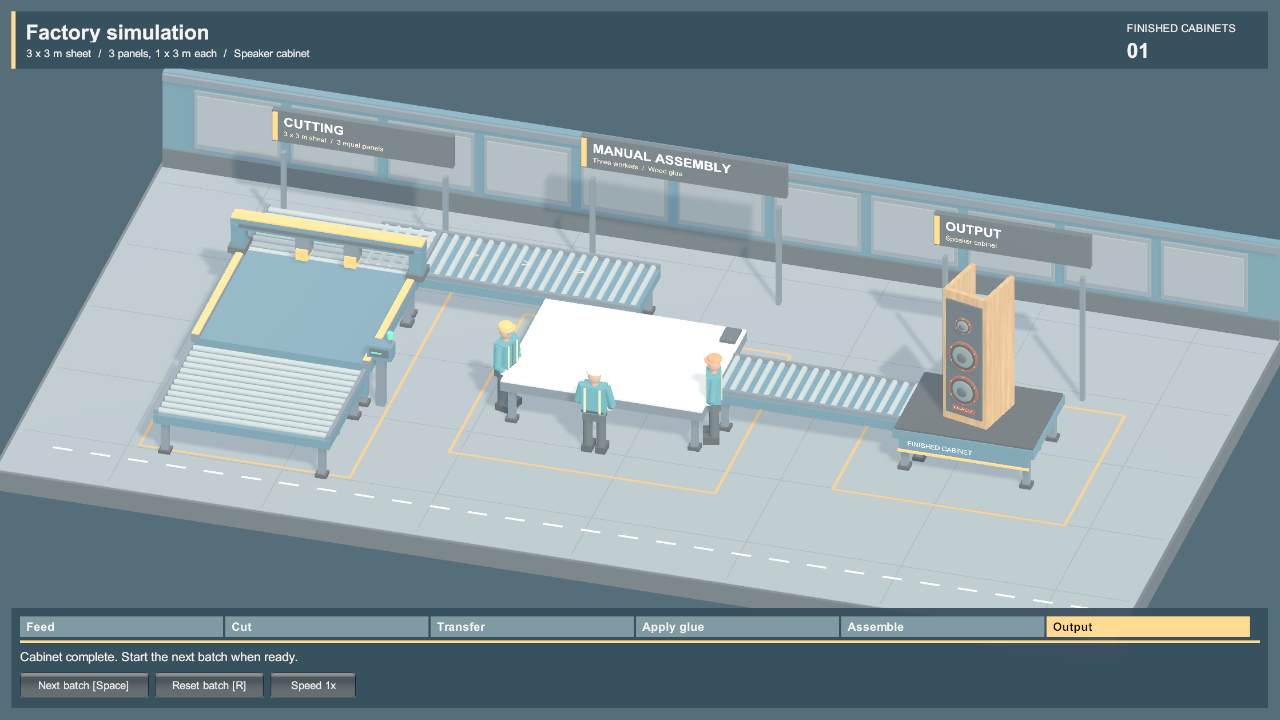 Factory simulation
3 x 3 m sheet / 3 panels, 1 x 3 m each / Speaker cabinet
FINISHED CABINETS
01
CUTTING
3 x 3 m sheet / 3 equal panels
MANUAL ASSEMBLY
Three workers / Wood glue
OUTPUT
Speaker cabinet
FINISHED CABINET
Feed
Cut
Transfer
Apply glue
Assemble
Output
Cabinet complete. Start the next batch when ready.
Next batch [Space]
Reset batch [R]
Speed 1x